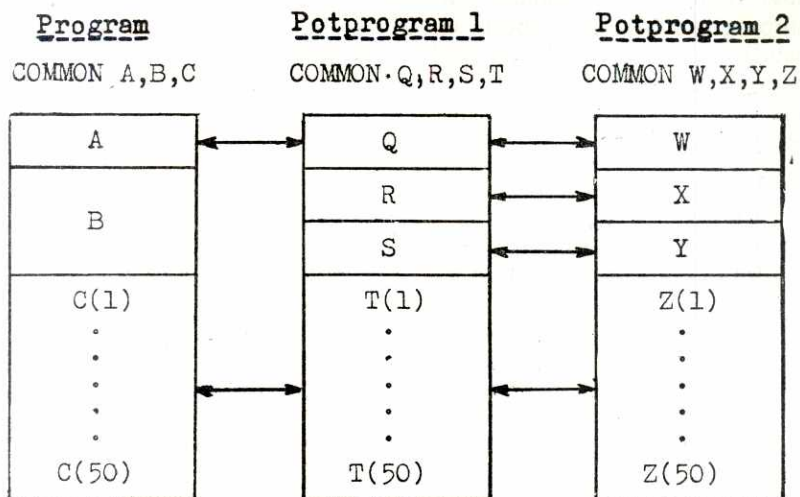 Program Potprogram 1 Potprogram 2
COMMON A,B,C COMMON Q,R,S,T COMMON W,X,Y,Z
A Q W
B
R X
S Y
C(1) T(1) Z(1)
C(50) T(50) Z(50)